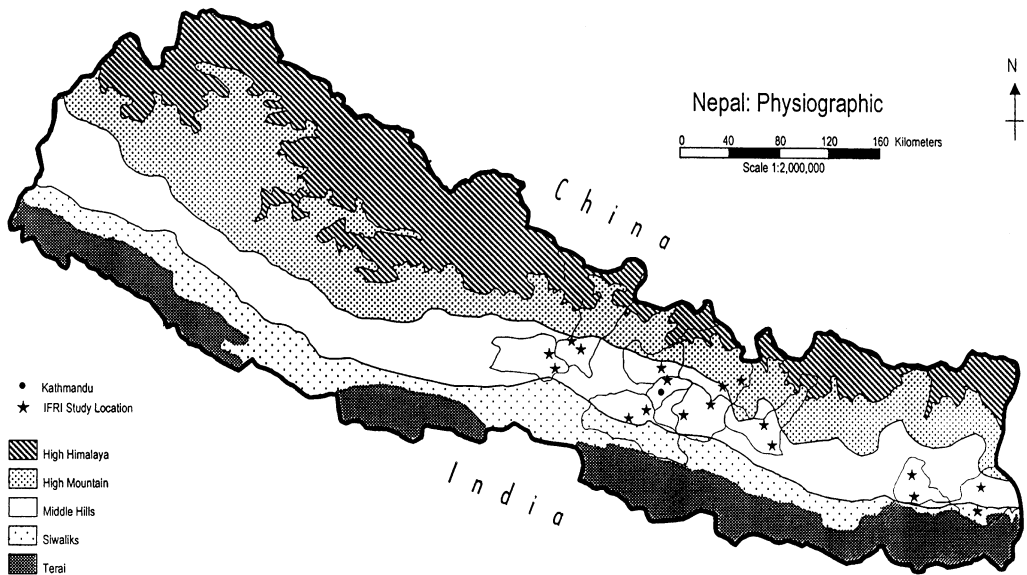 N
Nepal: Physiographic
0 40 80 120 160 Kilometers
Scale 1:2,000,000
China
India
Kathmandu
IFRI Study Location
High Himalaya
High Mountain
Middle Hills
Siwaliks
Terai